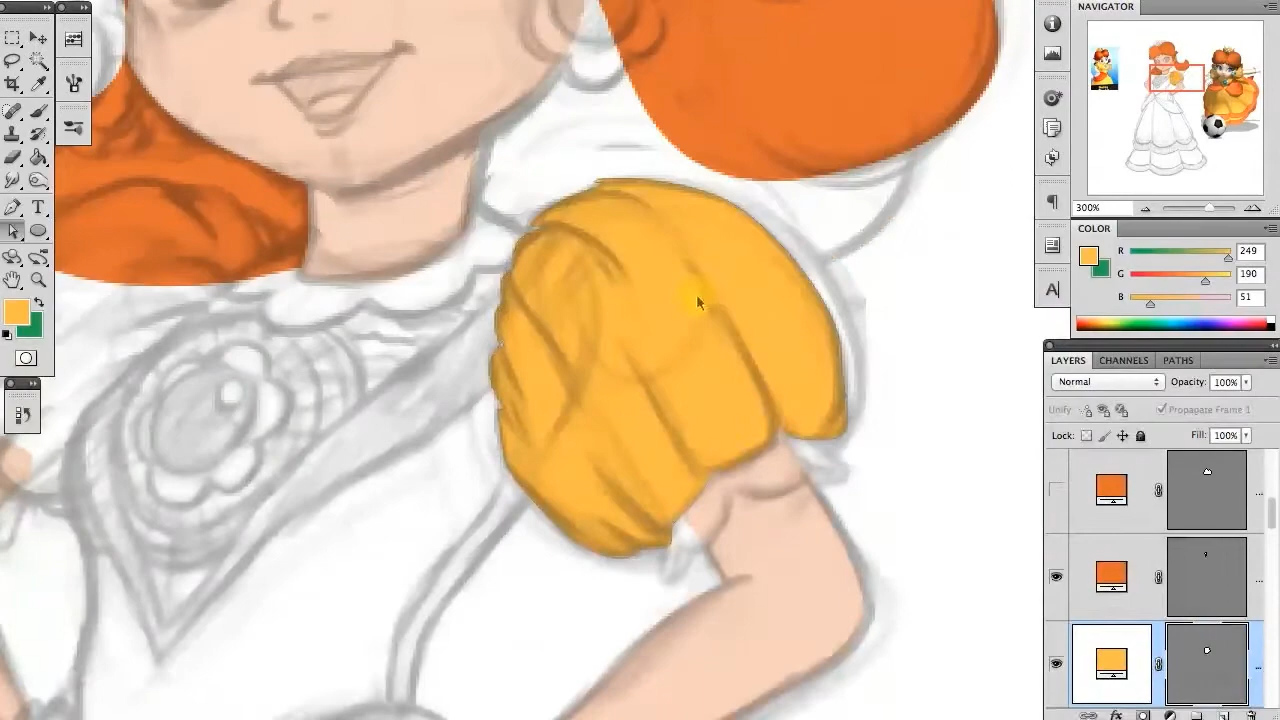 NAVIGATOR
300%
COLOR
R 249
G 190
B 51
LAYERS CHANNELS PATHS
Normal Opacity: 100%
Unify Propagate Frame 1
Lock: Fill: 100%
T
A
fx